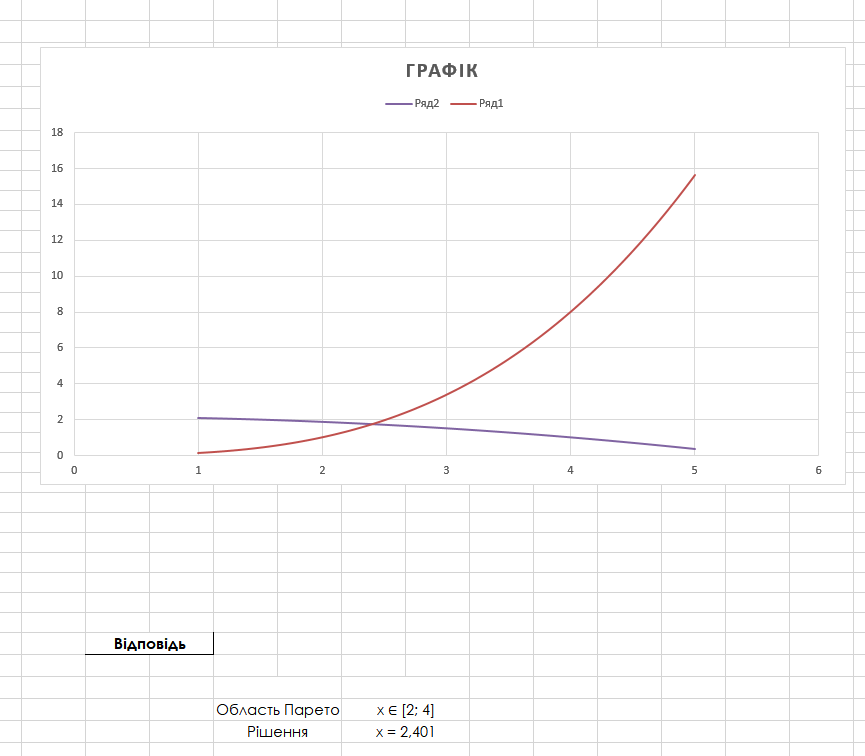 ГРАФІК
Ряд2 Ряд1
18
16
14
12
10
8
6
4
2
0
0 1 2 3 4 5 6
Відповідь
Область Парето x ∈ [2; 4]
Рішення x = 2,401